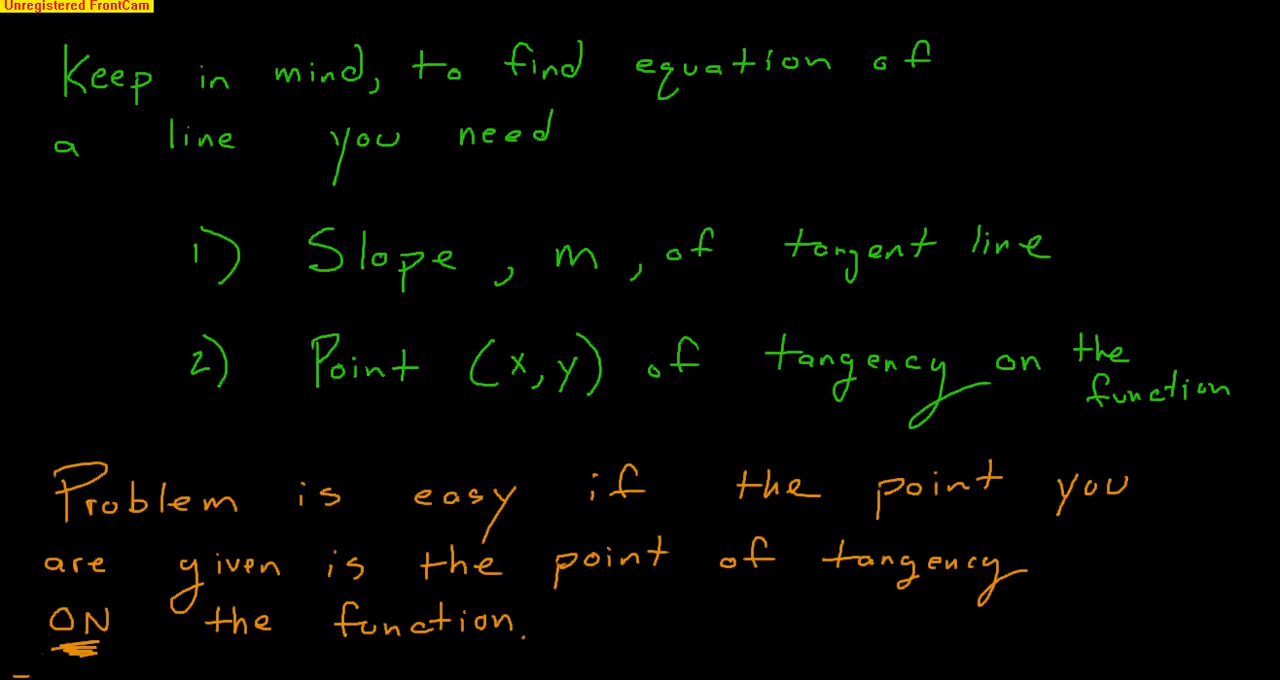 Unregistered FrontCam
Keep in mind, to find equation of
a line you need
1) Slope, m, of tangent line
2) Point (x,y) of tangency on the
function
Problem is easy if the point you
are given is the point of tangency
ON the function.